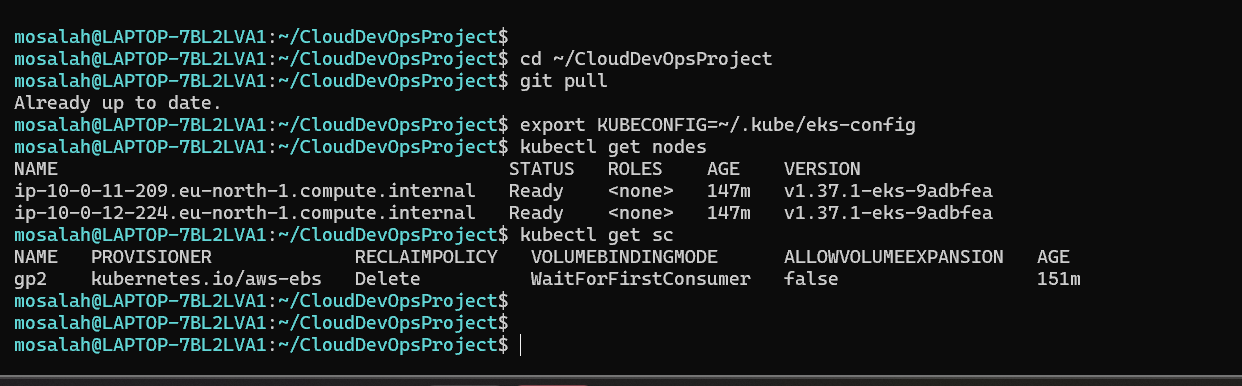 mosalah@LAPTOP-7BL2LVA1:~/CloudDevOpsProject$
mosalah@LAPTOP-7BL2LVA1:~/CloudDevOpsProject$ cd ~/CloudDevOpsProject
mosalah@LAPTOP-7BL2LVA1:~/CloudDevOpsProject$ git pull
Already up to date.
mosalah@LAPTOP-7BL2LVA1:~/CloudDevOpsProject$ export KUBECONFIG=~/.kube/eks-config
mosalah@LAPTOP-7BL2LVA1:~/CloudDevOpsProject$ kubectl get nodes
NAME                                         STATUS   ROLES    AGE    VERSION
ip-10-0-11-209.eu-north-1.compute.internal   Ready    <none>   147m   v1.37.1-eks-9adbfea
ip-10-0-12-224.eu-north-1.compute.internal   Ready    <none>   147m   v1.37.1-eks-9adbfea
mosalah@LAPTOP-7BL2LVA1:~/CloudDevOpsProject$ kubectl get sc
NAME   PROVISIONER             RECLAIMPOLICY   VOLUMEBINDINGMODE      ALLOWVOLUMEEXPANSION   AGE
gp2    kubernetes.io/aws-ebs   Delete          WaitForFirstConsumer   false                  151m
mosalah@LAPTOP-7BL2LVA1:~/CloudDevOpsProject$
mosalah@LAPTOP-7BL2LVA1:~/CloudDevOpsProject$
mosalah@LAPTOP-7BL2LVA1:~/CloudDevOpsProject$